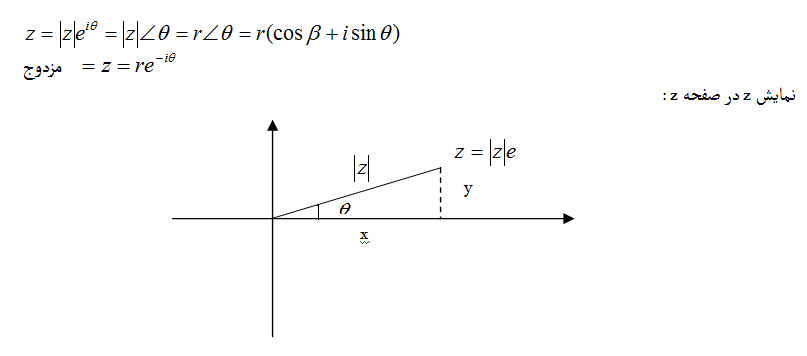 z = |z|e^{iθ} = |z|∠θ = r∠θ = r(cos β + i sin θ)
مزدوج = z = re^{-iθ}
نمایش z در صفحه z :
z = |z|e
|z|
y
θ
x